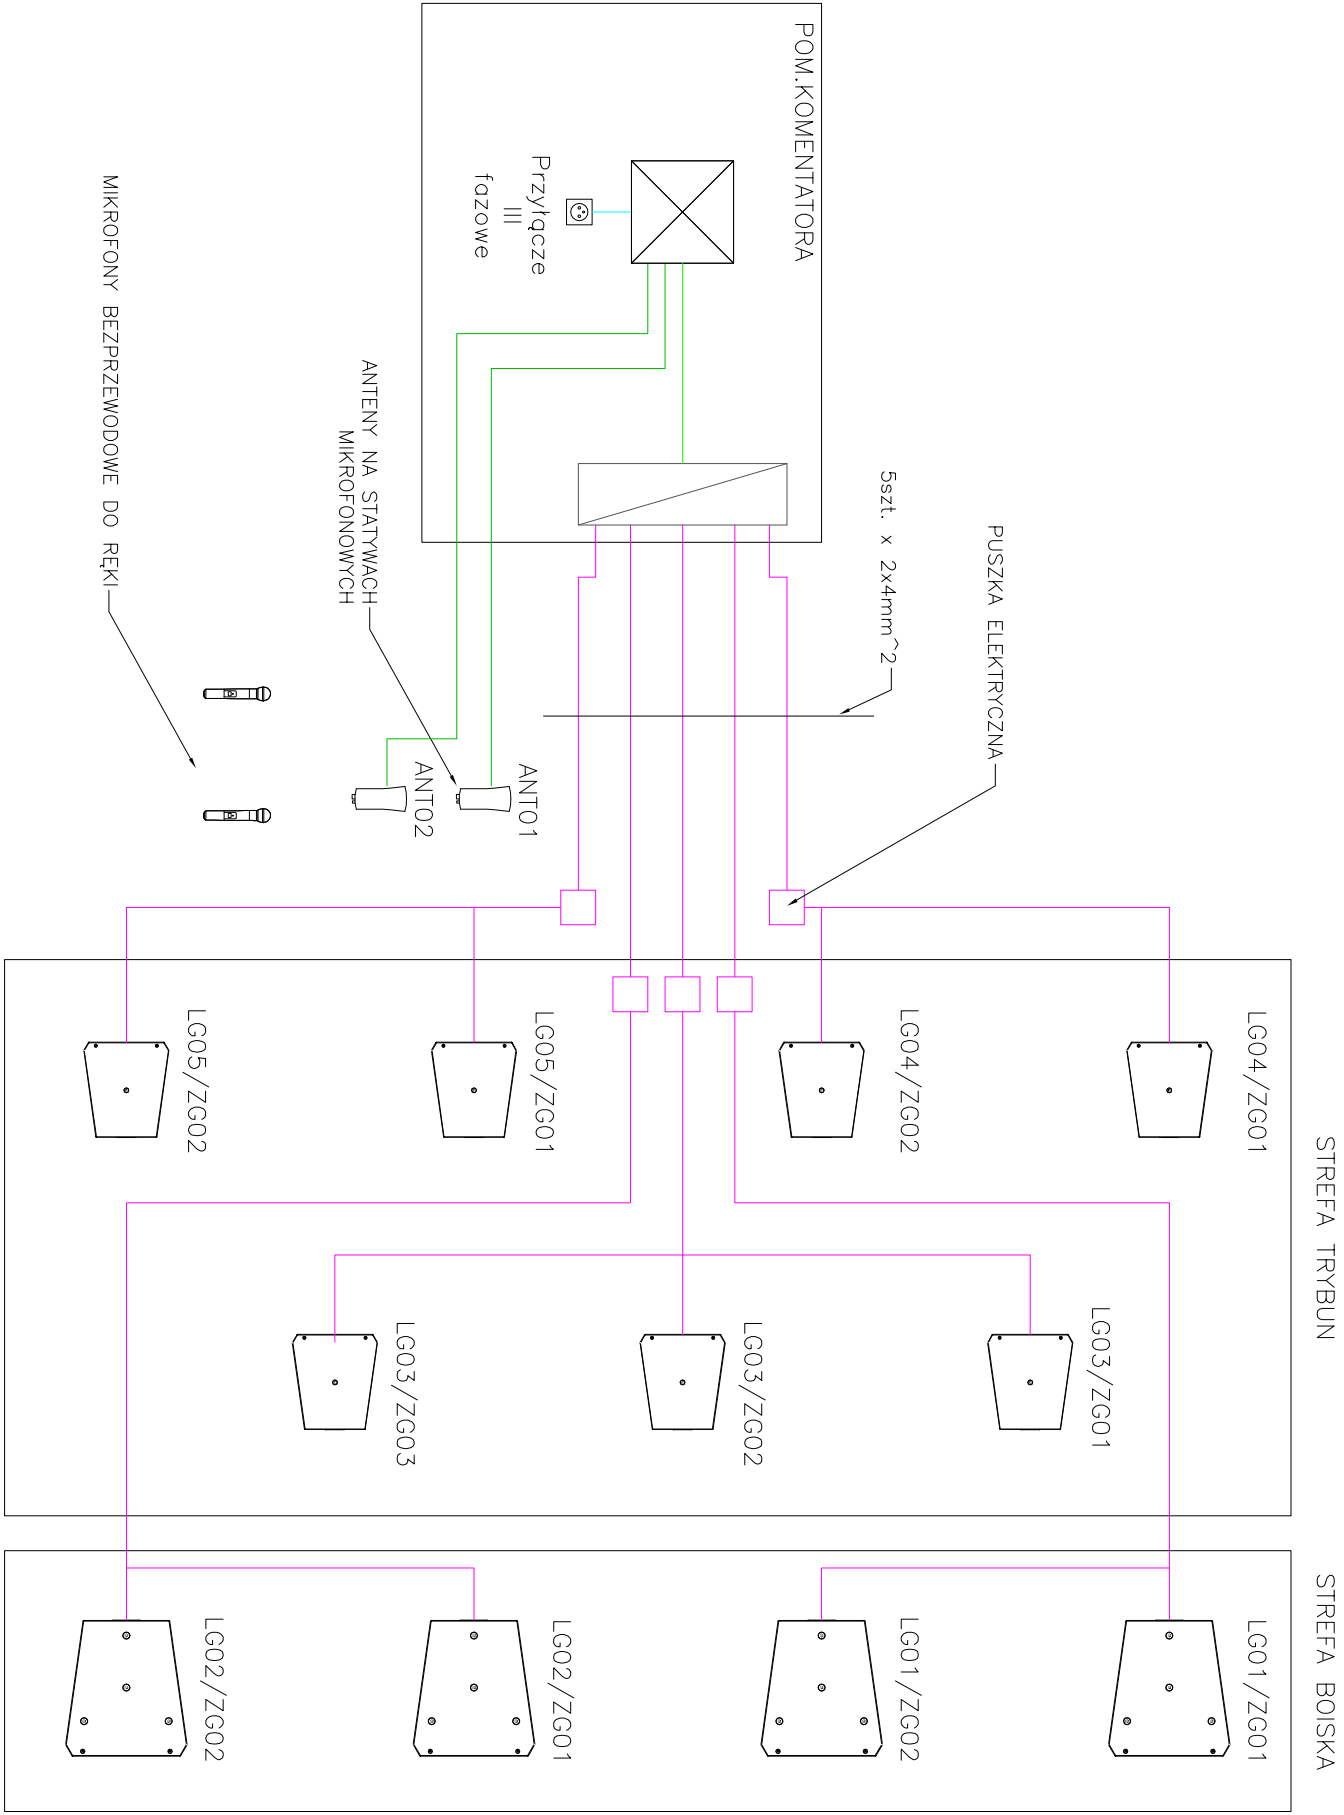 STREFA TRYBUN
STREFA BOISKA
LG04/ZG01
LG01/ZG01
LG03/ZG01
PUSZKA ELEKTRYCZNA
LG04/ZG02
LG01/ZG02
5szt. x 2x4mm^2
POM.KOMENTATORA
LG03/ZG02
Przyłącze
III
fazowe
ANT01
LG05/ZG01
LG02/ZG01
ANT02
LG03/ZG03
ANTENY NA STATYWACH
MIKROFONOWYCH
LG05/ZG02
LG02/ZG02
MIKROFONY BEZPRZEWODOWE DO RĘKI